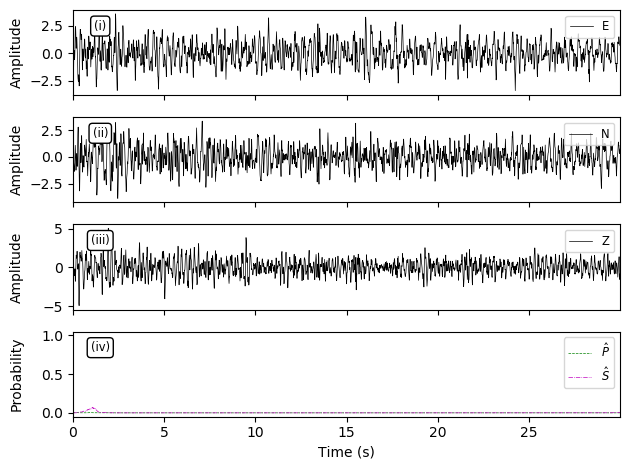 Amplitude
2.5
0.0
−2.5
(i)
E
Amplitude
2.5
0.0
−2.5
(ii)
N
Amplitude
5
0
−5
(iii)
Z
Probability
1.0
0.5
0.0
(iv)
P̂
Ŝ
0 5 10 15 20 25
Time (s)